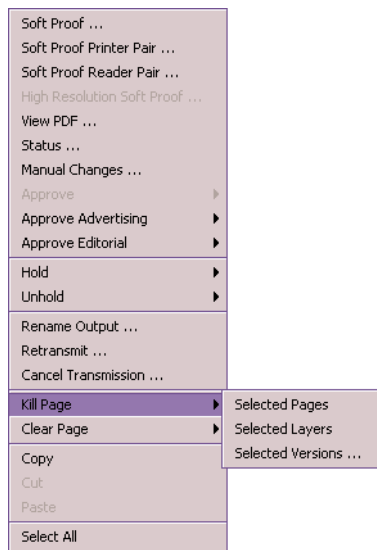 Soft Proof ...
Soft Proof Printer Pair ...
Soft Proof Reader Pair ...
High Resolution Soft Proof ...
View PDF ...
Status ...
Manual Changes ...
Approve
Approve Advertising
Approve Editorial
Hold
Unhold
Rename Output ...
Retransmit ...
Cancel Transmission ...
Kill Page
Selected Pages
Clear Page
Selected Layers
Copy
Selected Versions ...
Cut
Paste
Select All